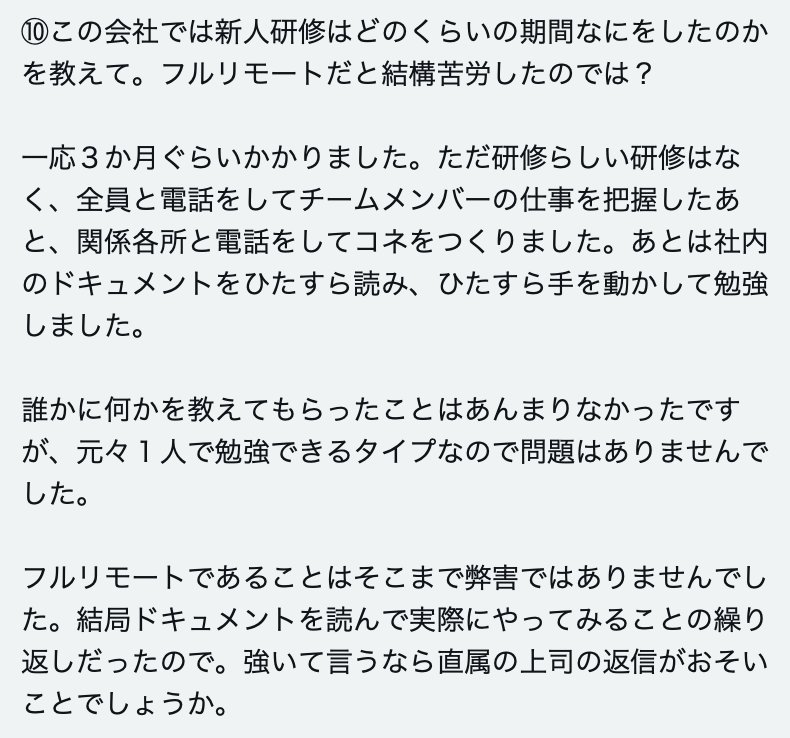 ⑩この会社では新人研修はどのくらいの期間なにをしたのか
を教えて。フルリモートだと結構苦労したのでは？
一応３か月ぐらいかかりました。ただ研修らしい研修はな
く、全員と電話をしてチームメンバーの仕事を把握したあ
と、関係各所と電話をしてコネをつくりました。あとは社内
のドキュメントをひたすら読み、ひたすら手を動かして勉強
しました。
誰かに何かを教えてもらったことはあんまりなかったです
が、元々１人で勉強できるタイプなので問題はありませんで
した。
フルリモートであることはそこまで弊害ではありませんでし
た。結局ドキュメントを読んで実際にやってみることの繰り
返しだったので。強いて言うなら直属の上司の返信がおそい
ことでしょうか。